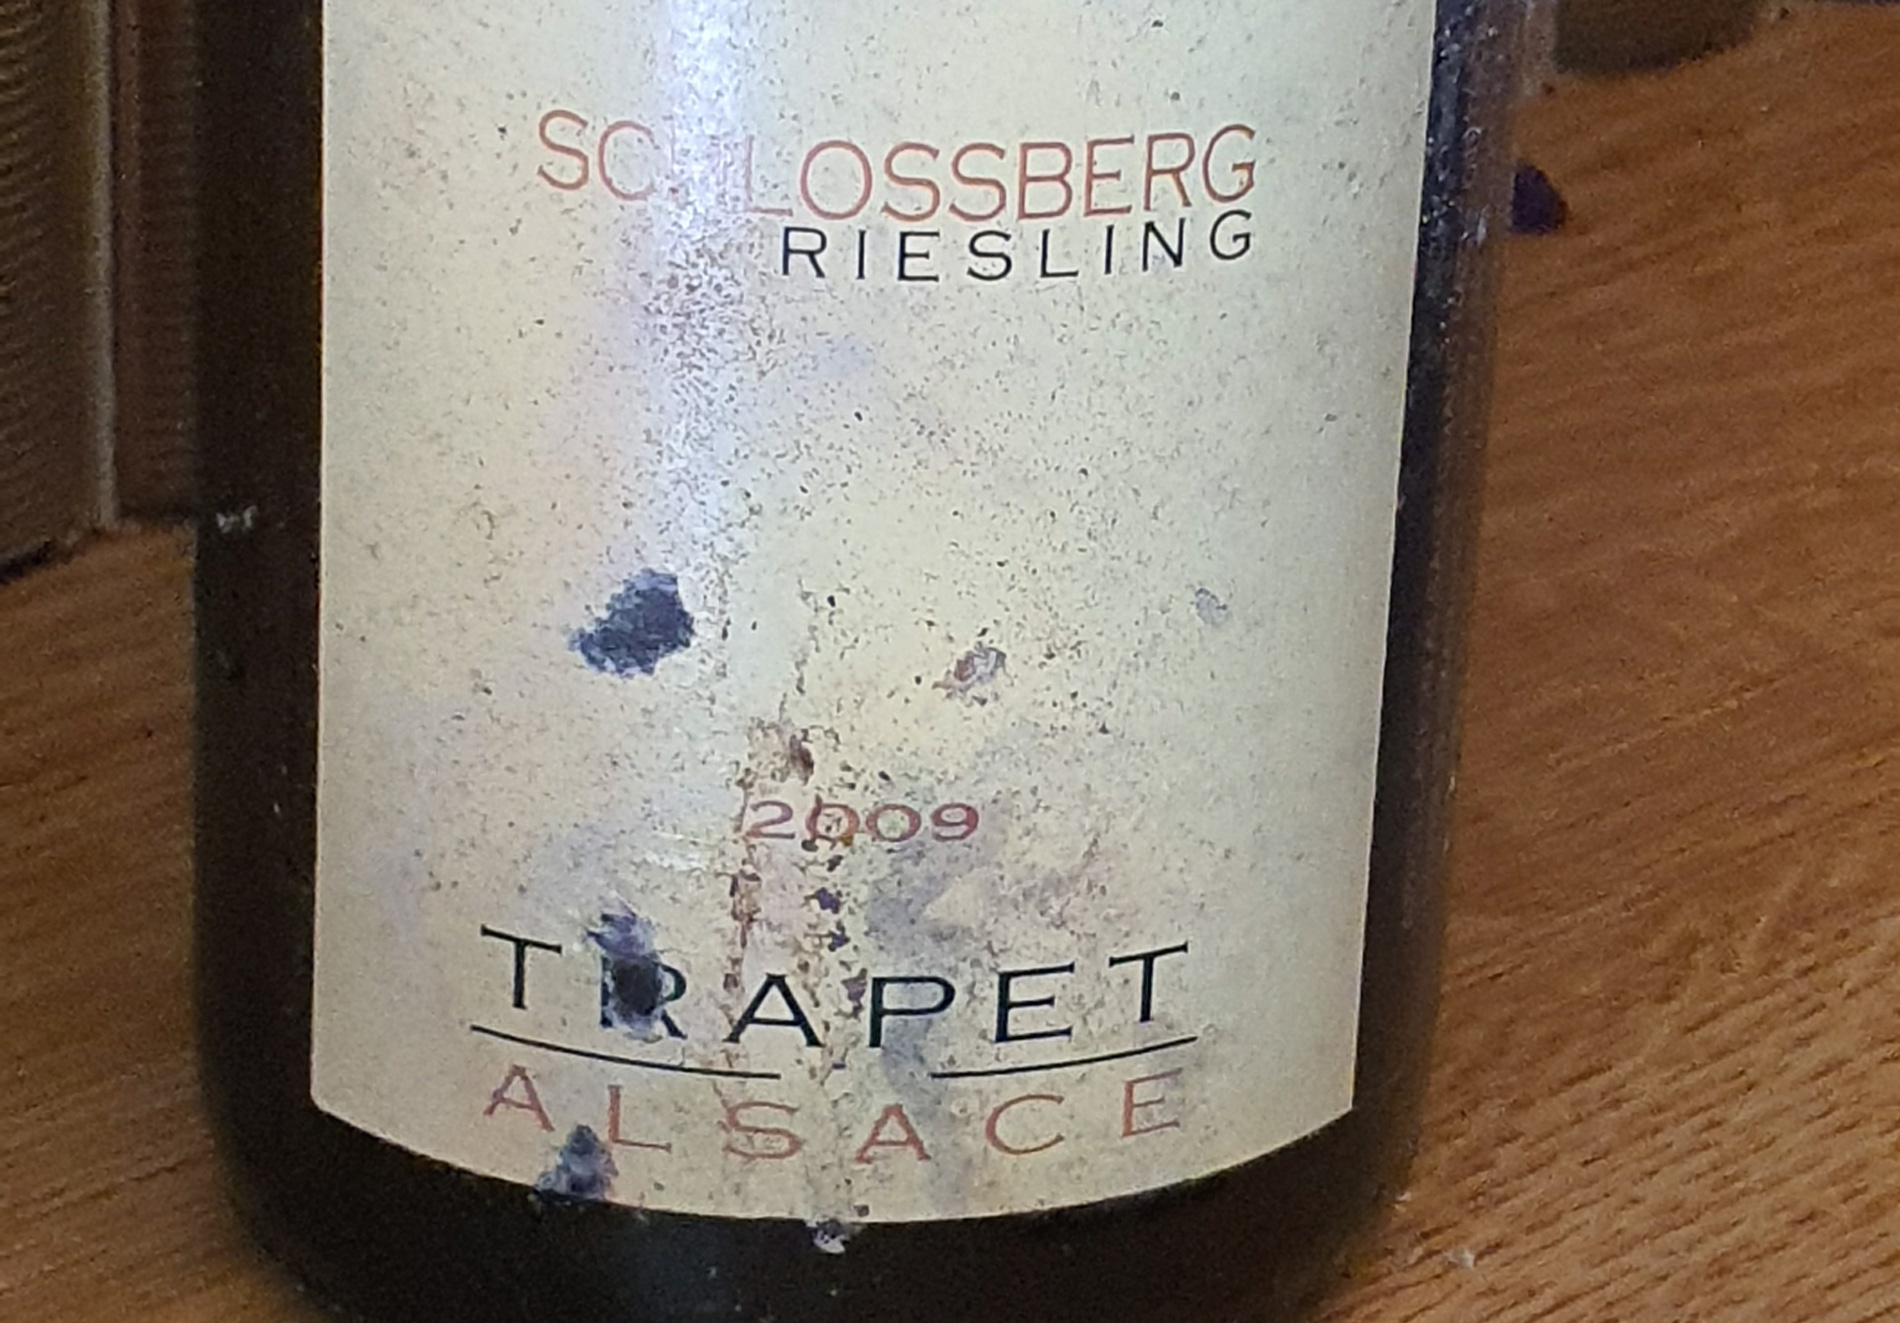 SCHLOSSBERG
RIESLING
2009
TRAPET
ALSACE